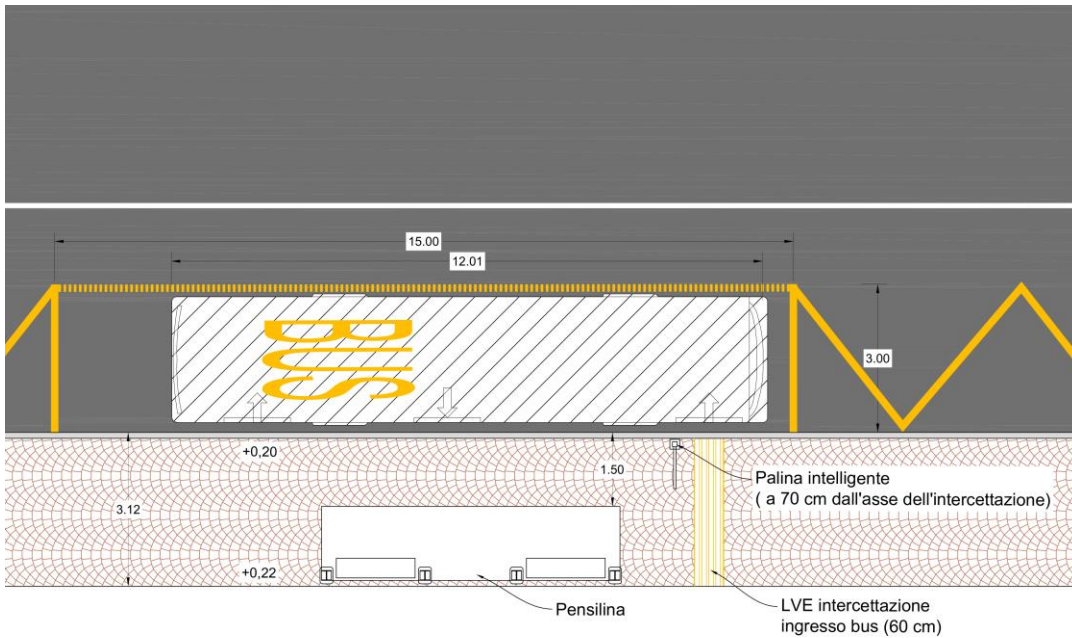 15.00
12.01
BUS
3.00
+0,20
1.50
Palina intelligente
( a 70 cm dall'asse dell'intercettazione)
3.12
+0,22
Pensilina
LVE intercettazione
ingresso bus (60 cm)